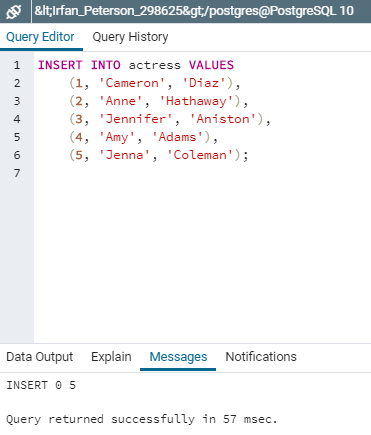 &lt;Irfan_Peterson_298625&gt;/postgres@PostgreSQL 10
Query Editor Query History
1 INSERT INTO actress VALUES
2 (1, 'Cameron', 'Diaz'),
3 (2, 'Anne', 'Hathaway'),
4 (3, 'Jennifer', 'Aniston'),
5 (4, 'Amy', 'Adams'),
6 (5, 'Jenna', 'Coleman');
7
Data Output Explain Messages Notifications
INSERT 0 5
Query returned successfully in 57 msec.